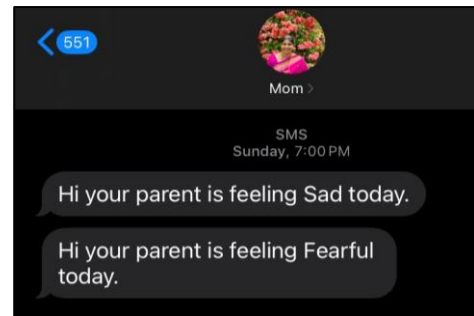 551
Mom
SMS
Sunday, 7:00 PM
Hi your parent is feeling Sad today.
Hi your parent is feeling Fearful
today.